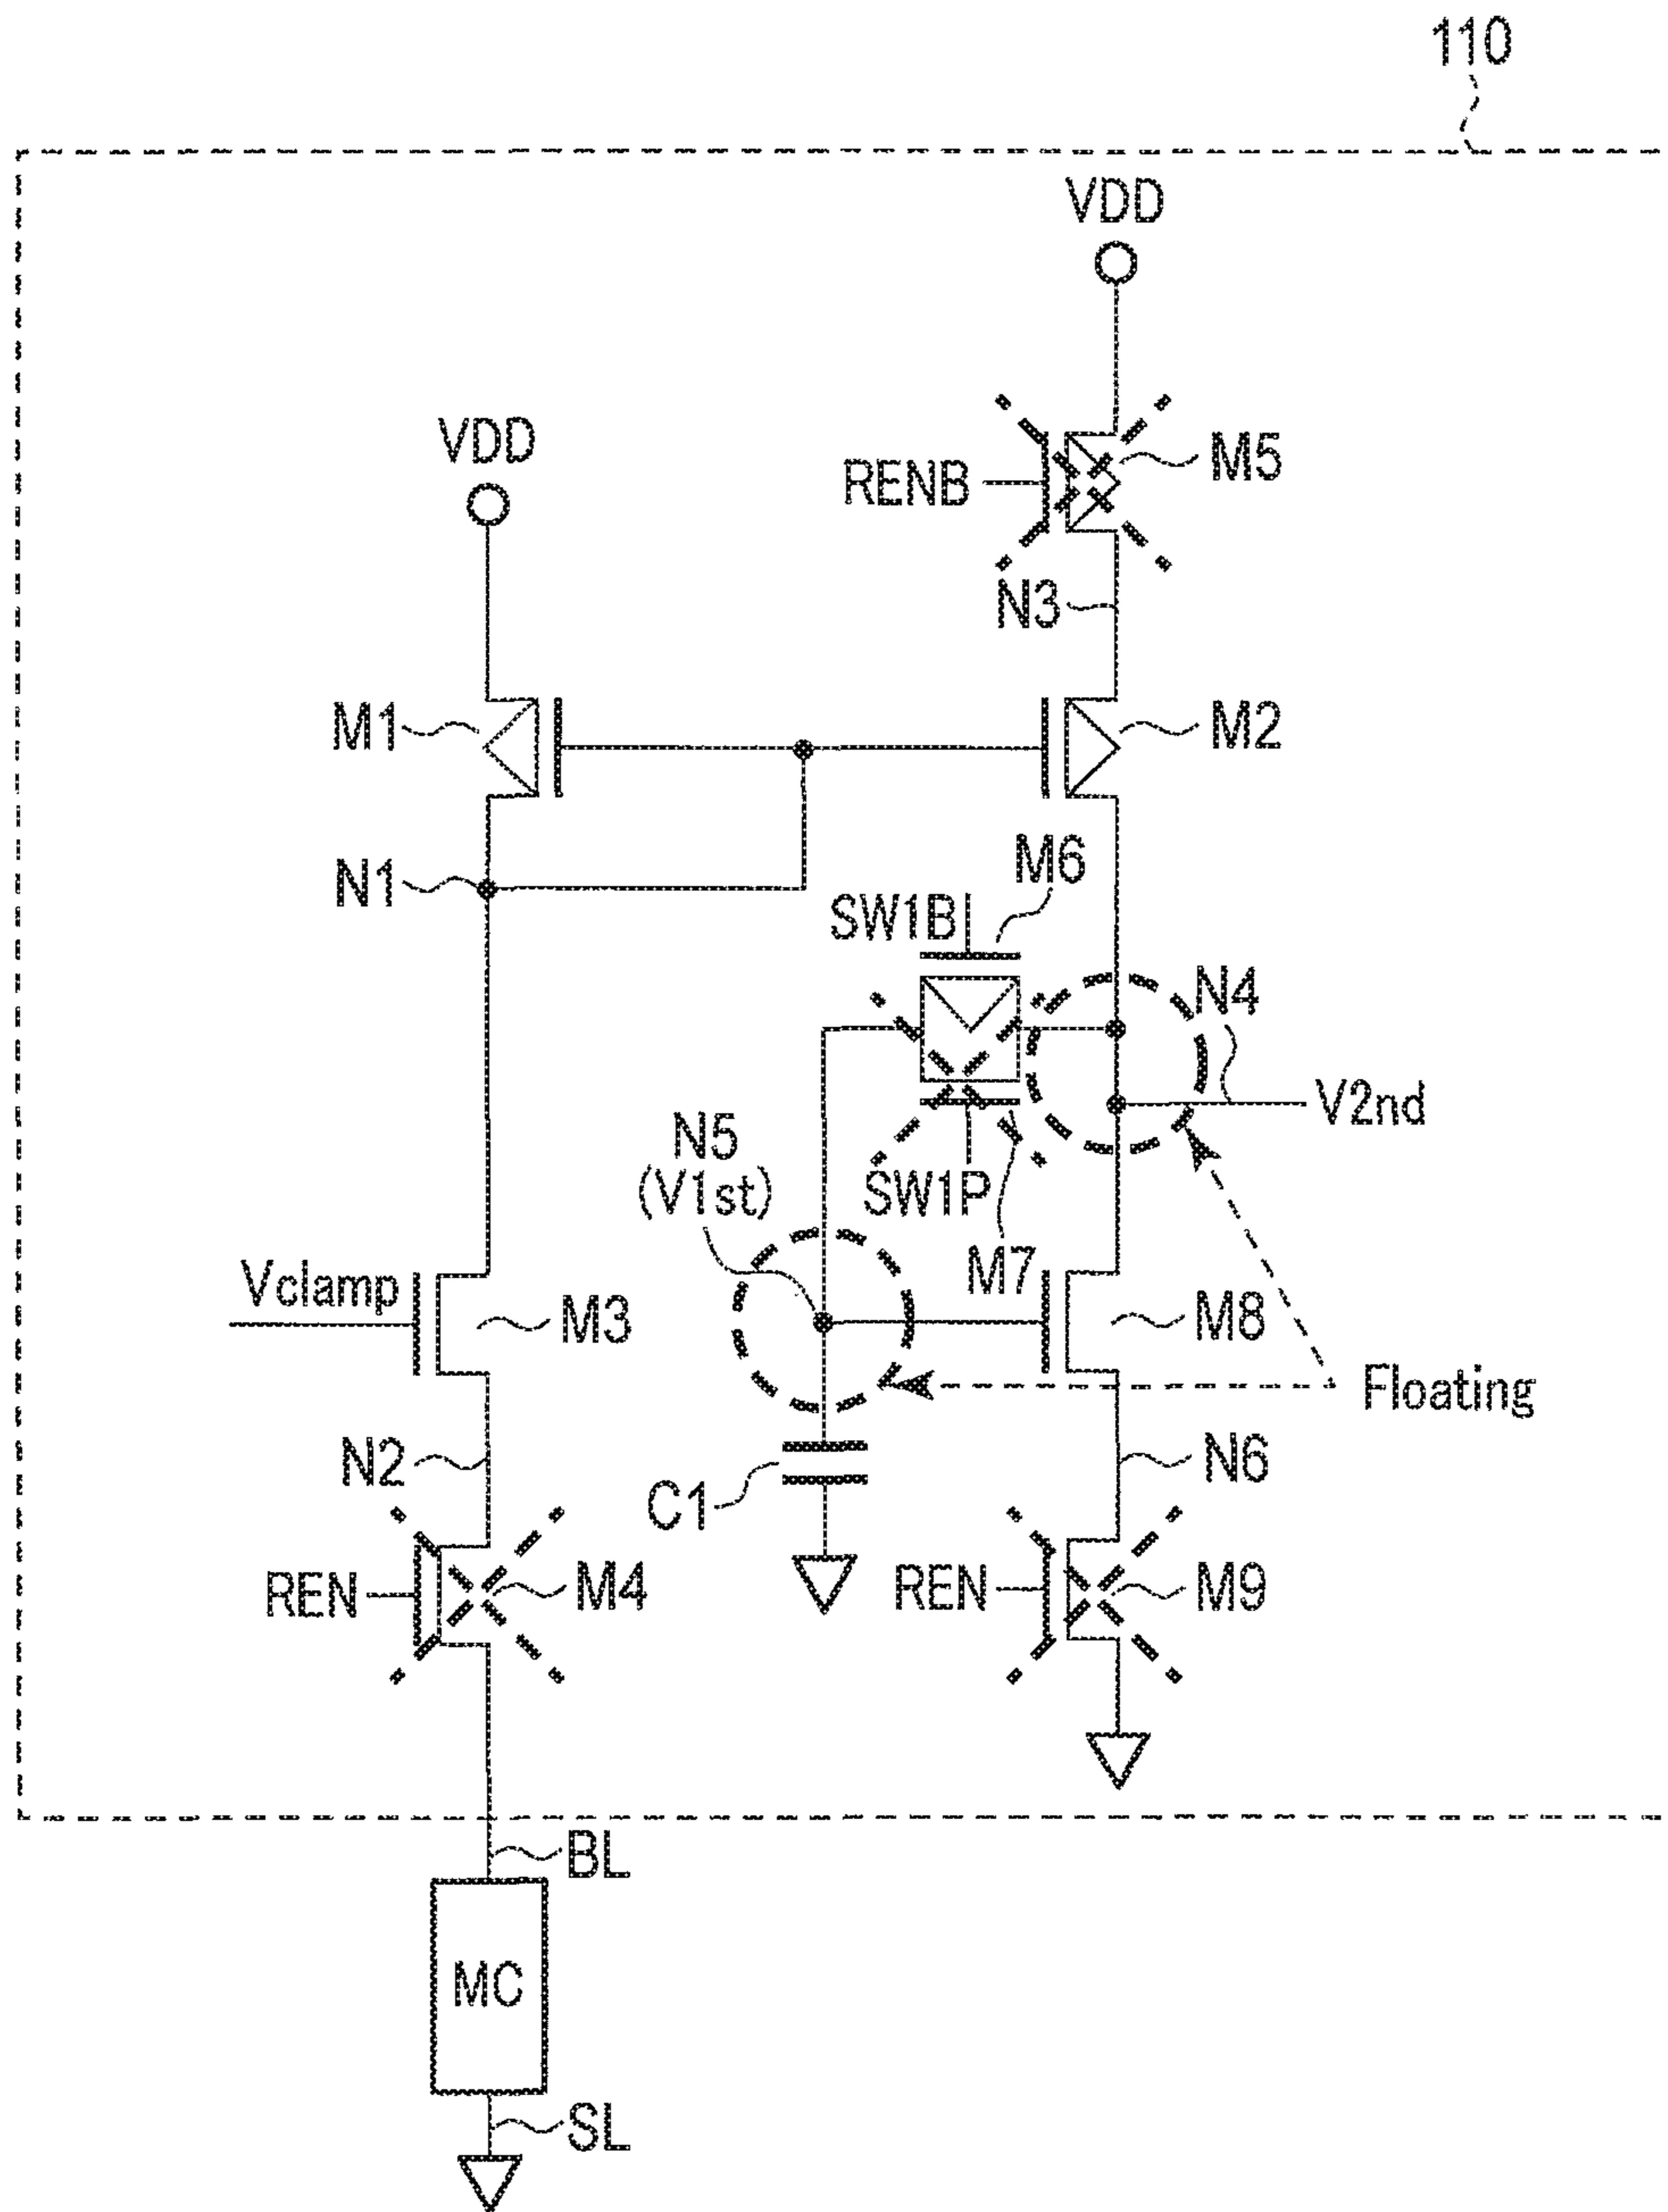 110
VDD
VDD
RENB
M5
N3
M1
M2
N1
M6
SW1B
N4
V2nd
N5
(V1st)
SW1P
M7
Vclamp
M3
M8
Floating
N2
C1
N6
REN
M4
REN
M9
BL
MC
SL